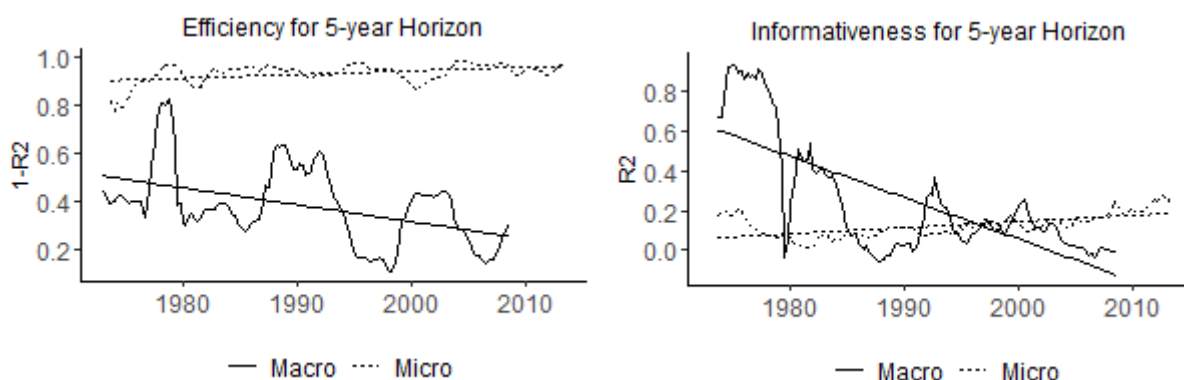 Efficiency for 5-year Horizon
1-R2
1.0
0.8
0.6
0.4
0.2
1980 1990 2000 2010
Macro Micro
Informativeness for 5-year Horizon
R2
0.8
0.6
0.4
0.2
0.0
1980 1990 2000 2010
Macro Micro